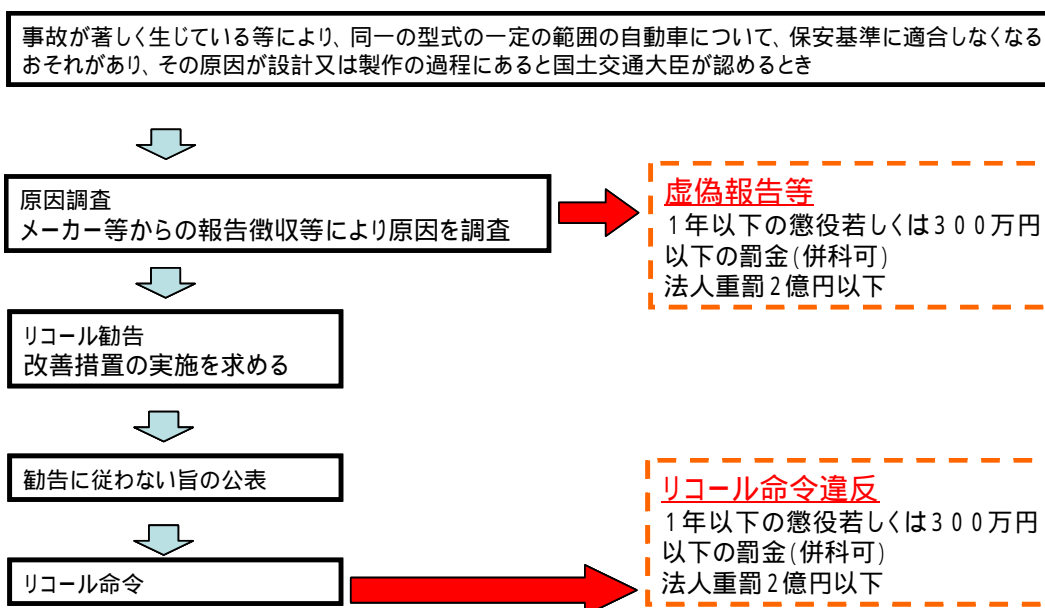 事故が著しく生じている等により、同一の型式の一定の範囲の自動車について、保安基準に適合しなくなる
おそれがあり、その原因が設計又は製作の過程にあると国土交通大臣が認めるとき
原因調査
メーカー等からの報告徴収等により原因を調査
虚偽報告等
1年以下の懲役若しくは300万円
以下の罰金(併科可)
法人重罰2億円以下
リコール勧告
改善措置の実施を求める
勧告に従わない旨の公表
リコール命令
リコール命令違反
1年以下の懲役若しくは300万円
以下の罰金(併科可)
法人重罰2億円以下